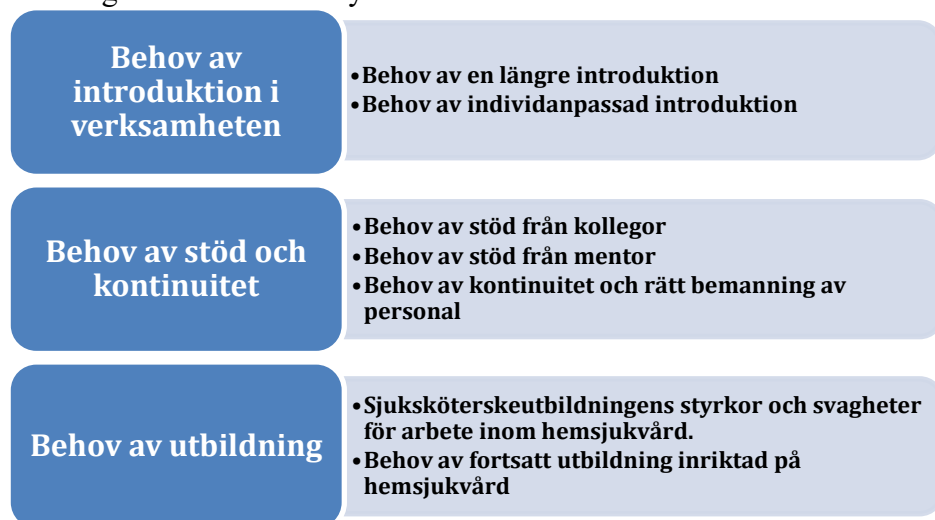 Behov av
introduktion i
verksamheten
•Behov av en längre introduktion
•Behov av individanpassad introduktion
Behov av stöd och
kontinuitet
•Behov av stöd från kollegor
•Behov av stöd från mentor
•Behov av kontinuitet och rätt bemanning av
personal
Behov av utbildning
•Sjuksköterskeutbildningens styrkor och svagheter
för arbete inom hemsjukvård.
•Behov av fortsatt utbildning inriktad på
hemsjukvård